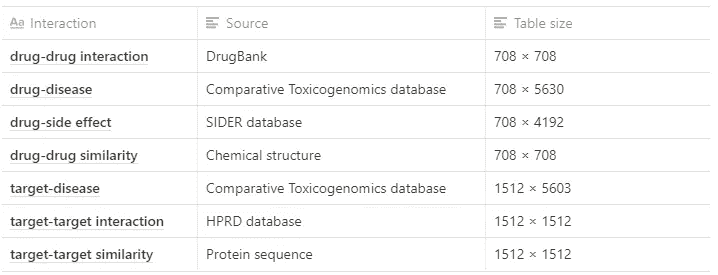 Aa Interaction Source Table size
drug-drug interaction DrugBank 708 × 708
drug-disease Comparative Toxicogenomics database 708 × 5630
drug-side effect SIDER database 708 × 4192
drug-drug similarity Chemical structure 708 × 708
target-disease Comparative Toxicogenomics database 1512 × 5603
target-target interaction HPRD database 1512 × 1512
target-target similarity Protein sequence 1512 × 1512